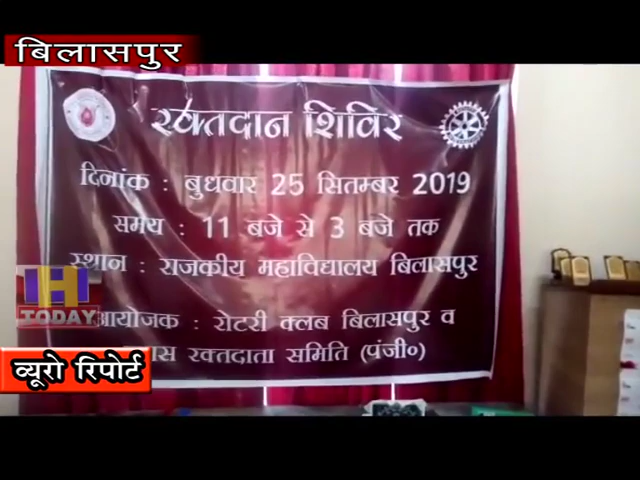 बिलासपुर
रक्तदान शिविर
दिनांक : बुधवार 25 सितम्बर 2019
समय : 11 बजे से 3 बजे तक
स्थान : राजकीय महाविद्यालय बिलासपुर
IH
TODAY
आयोजक : रोटरी क्लब बिलासपुर व
रक्तदाता समिति (पंजी०)
ब्यूरो रिपोर्ट